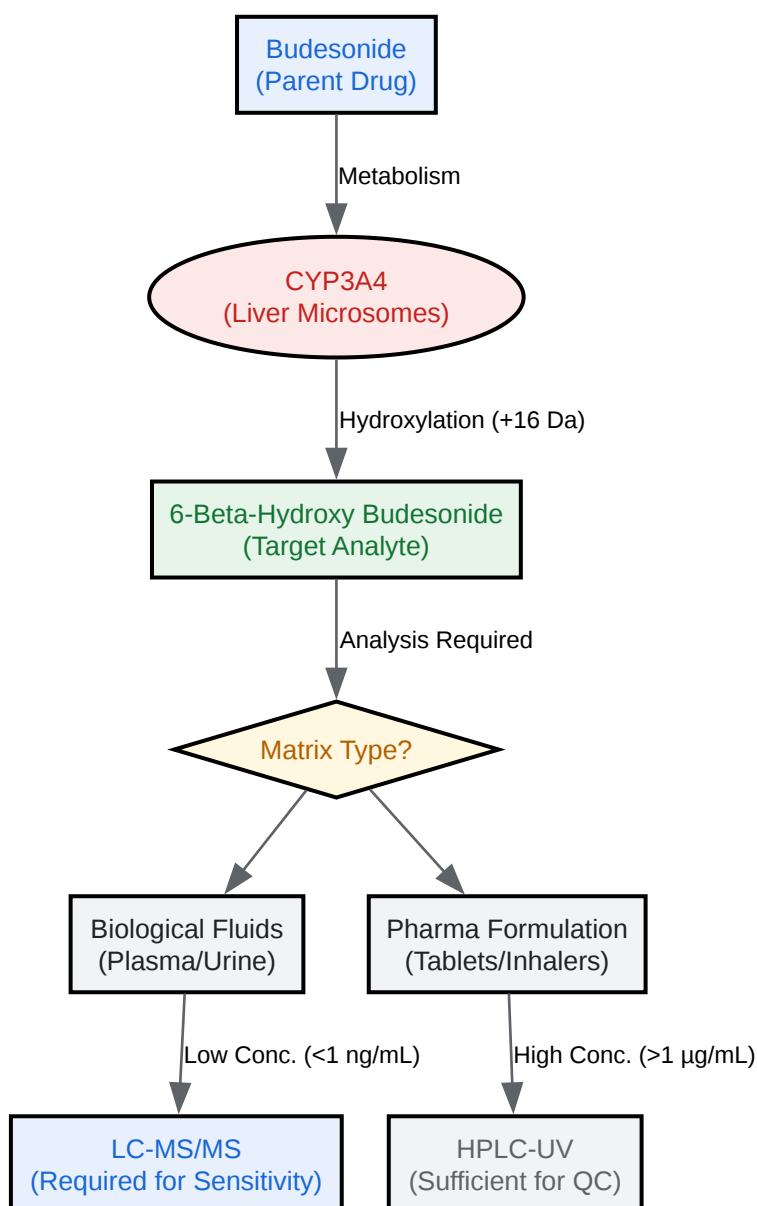 Budesonide
(Parent Drug)
Metabolism
CYP3A4
(Liver Microsomes)
Hydroxylation (+16 Da)
6-Beta-Hydroxy Budesonide
(Target Analyte)
Analysis Required
Matrix Type?
Biological Fluids
(Plasma/Urine)
Pharma Formulation
(Tablets/Inhalers)
Low Conc. (<1 ng/mL)
High Conc. (>1 µg/mL)
LC-MS/MS
(Required for Sensitivity)
HPLC-UV
(Sufficient for QC)